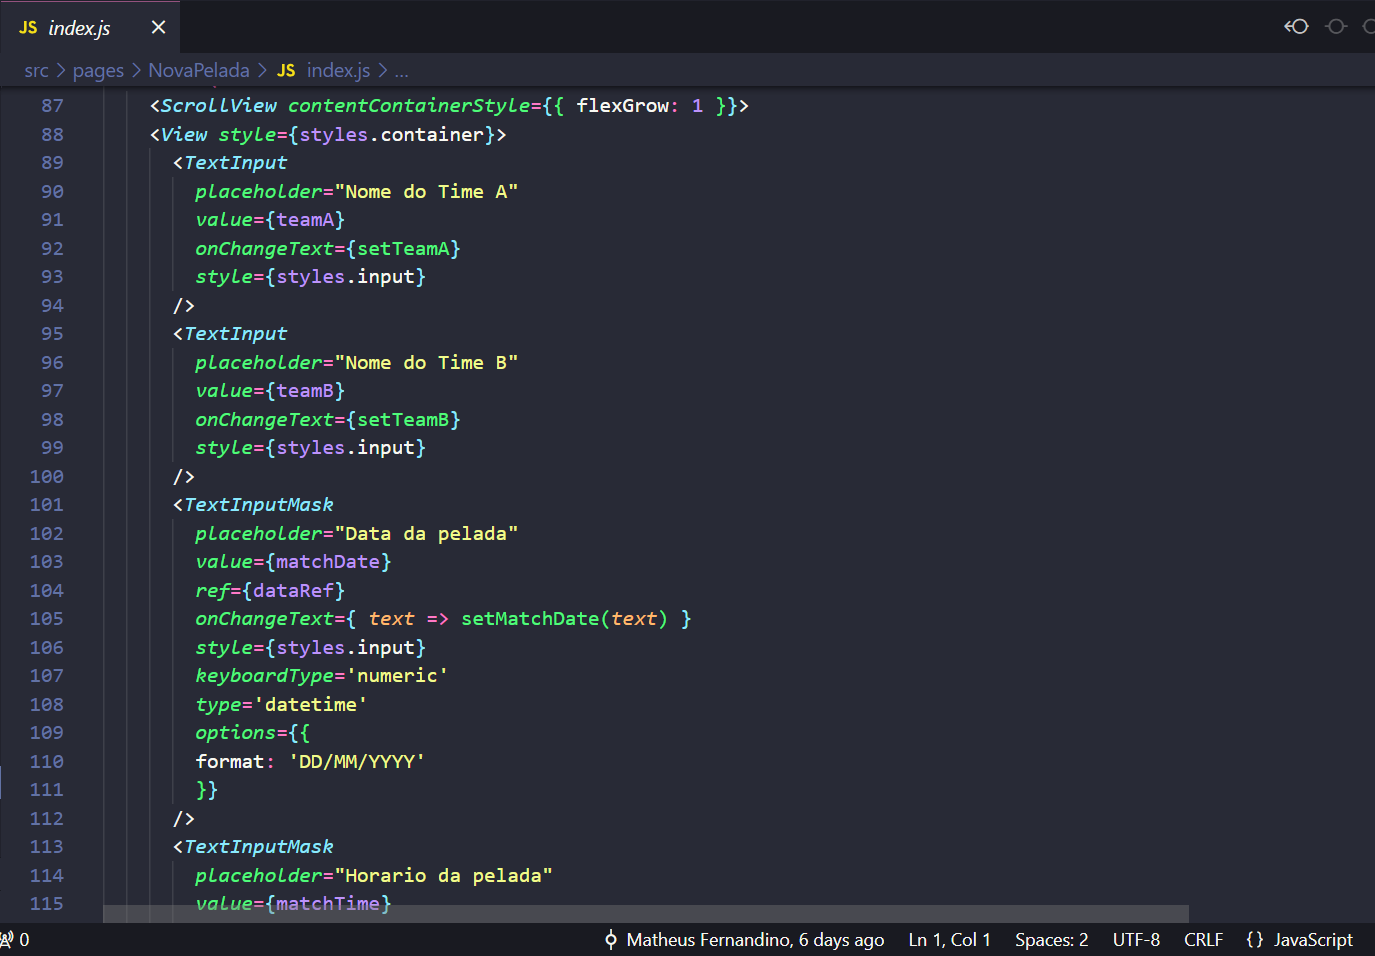 JS index.js
src > pages > NovaPelada > JS index.js > ...
87 <ScrollView contentContainerStyle={{ flexGrow: 1 }}>
88 <View style={styles.container}>
89 <TextInput
90 placeholder="Nome do Time A"
91 value={teamA}
92 onChangeText={setTeamA}
93 style={styles.input}
94 />
95 <TextInput
96 placeholder="Nome do Time B"
97 value={teamB}
98 onChangeText={setTeamB}
99 style={styles.input}
100 />
101 <TextInputMask
102 placeholder="Data da pelada"
103 value={matchDate}
104 ref={dataRef}
105 onChangeText={ text => setMatchDate(text) }
106 style={styles.input}
107 keyboardType='numeric'
108 type='datetime'
109 options={{
110 format: 'DD/MM/YYYY'
111 }}
112 />
113 <TextInputMask
114 placeholder="Horario da pelada"
115 value={matchTime}
0 Matheus Fernandino, 6 days ago Ln 1, Col 1 Spaces: 2 UTF-8 CRLF {} JavaScript